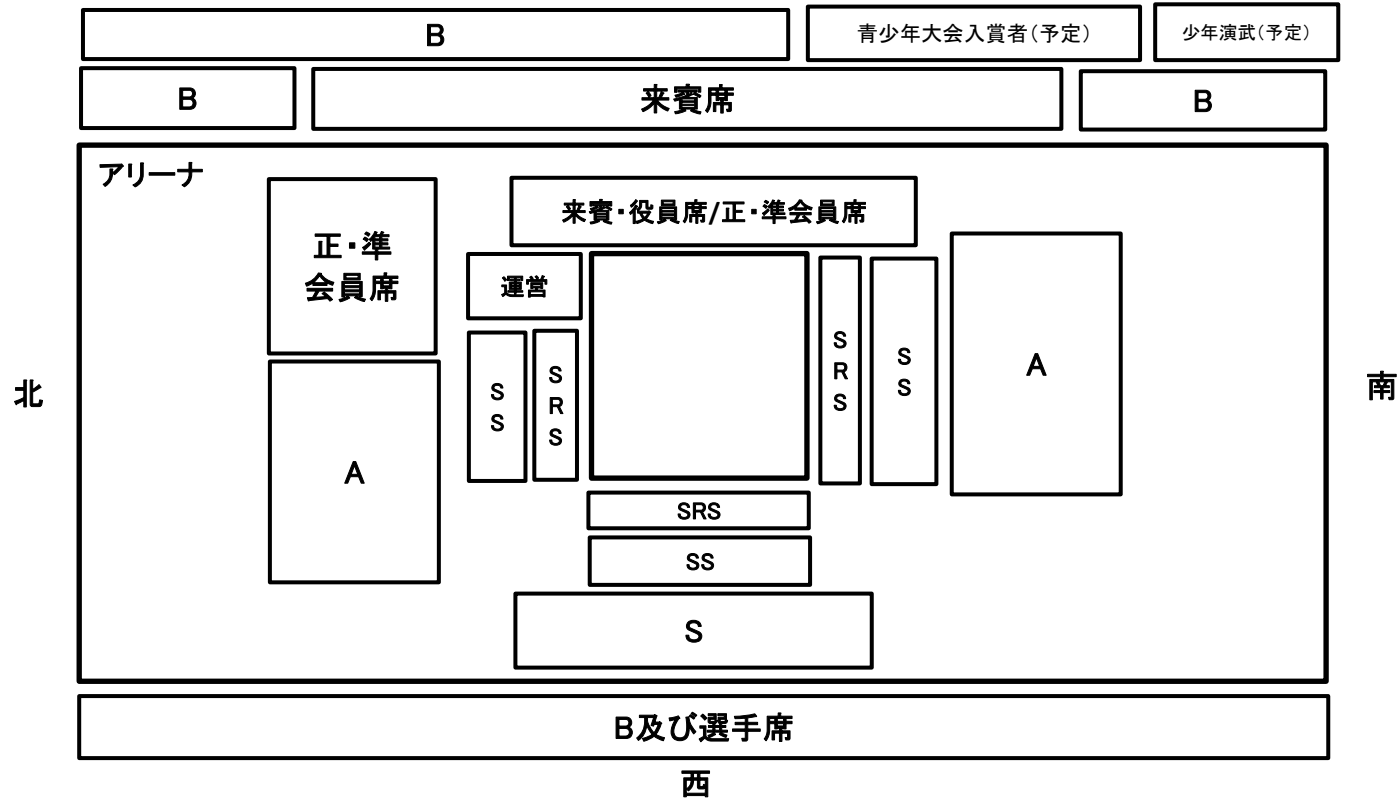 B
青少年大会入賞者(予定)
少年演武(予定)
B
来賓席
B
アリーナ
正・準
会員席
来賓・役員席/正・準会員席
運営
S
S
S
R
S
S
R
S
S
S
A
A
北
南
SRS
SS
S
B及び選手席
西